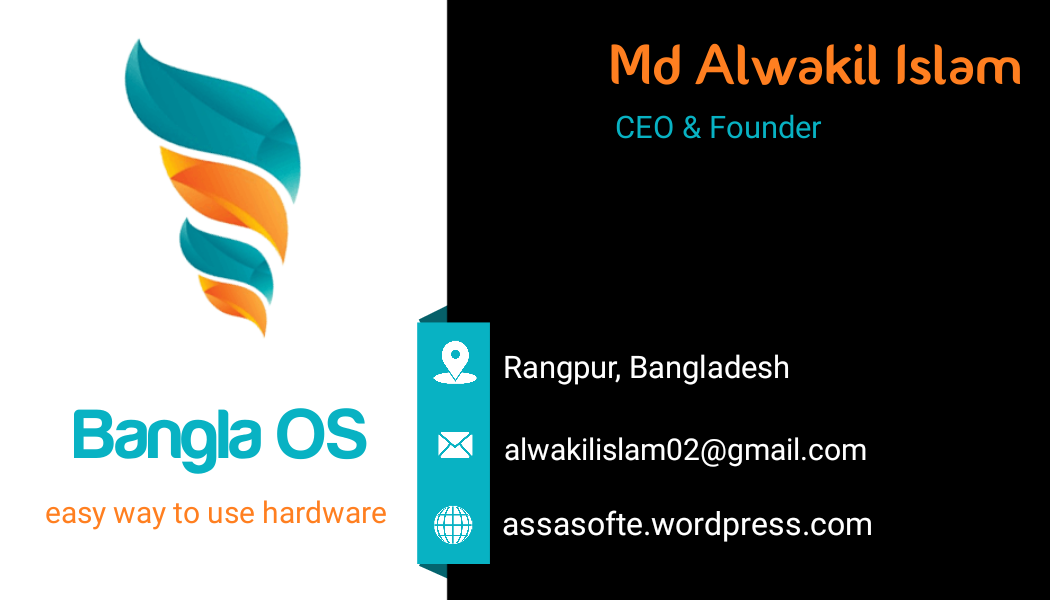 Md Alwakil Islam
CEO & Founder
Bangla OS
easy way to use hardware
Rangpur, Bangladesh
alwakilislam02@gmail.com
assasofte.wordpress.com